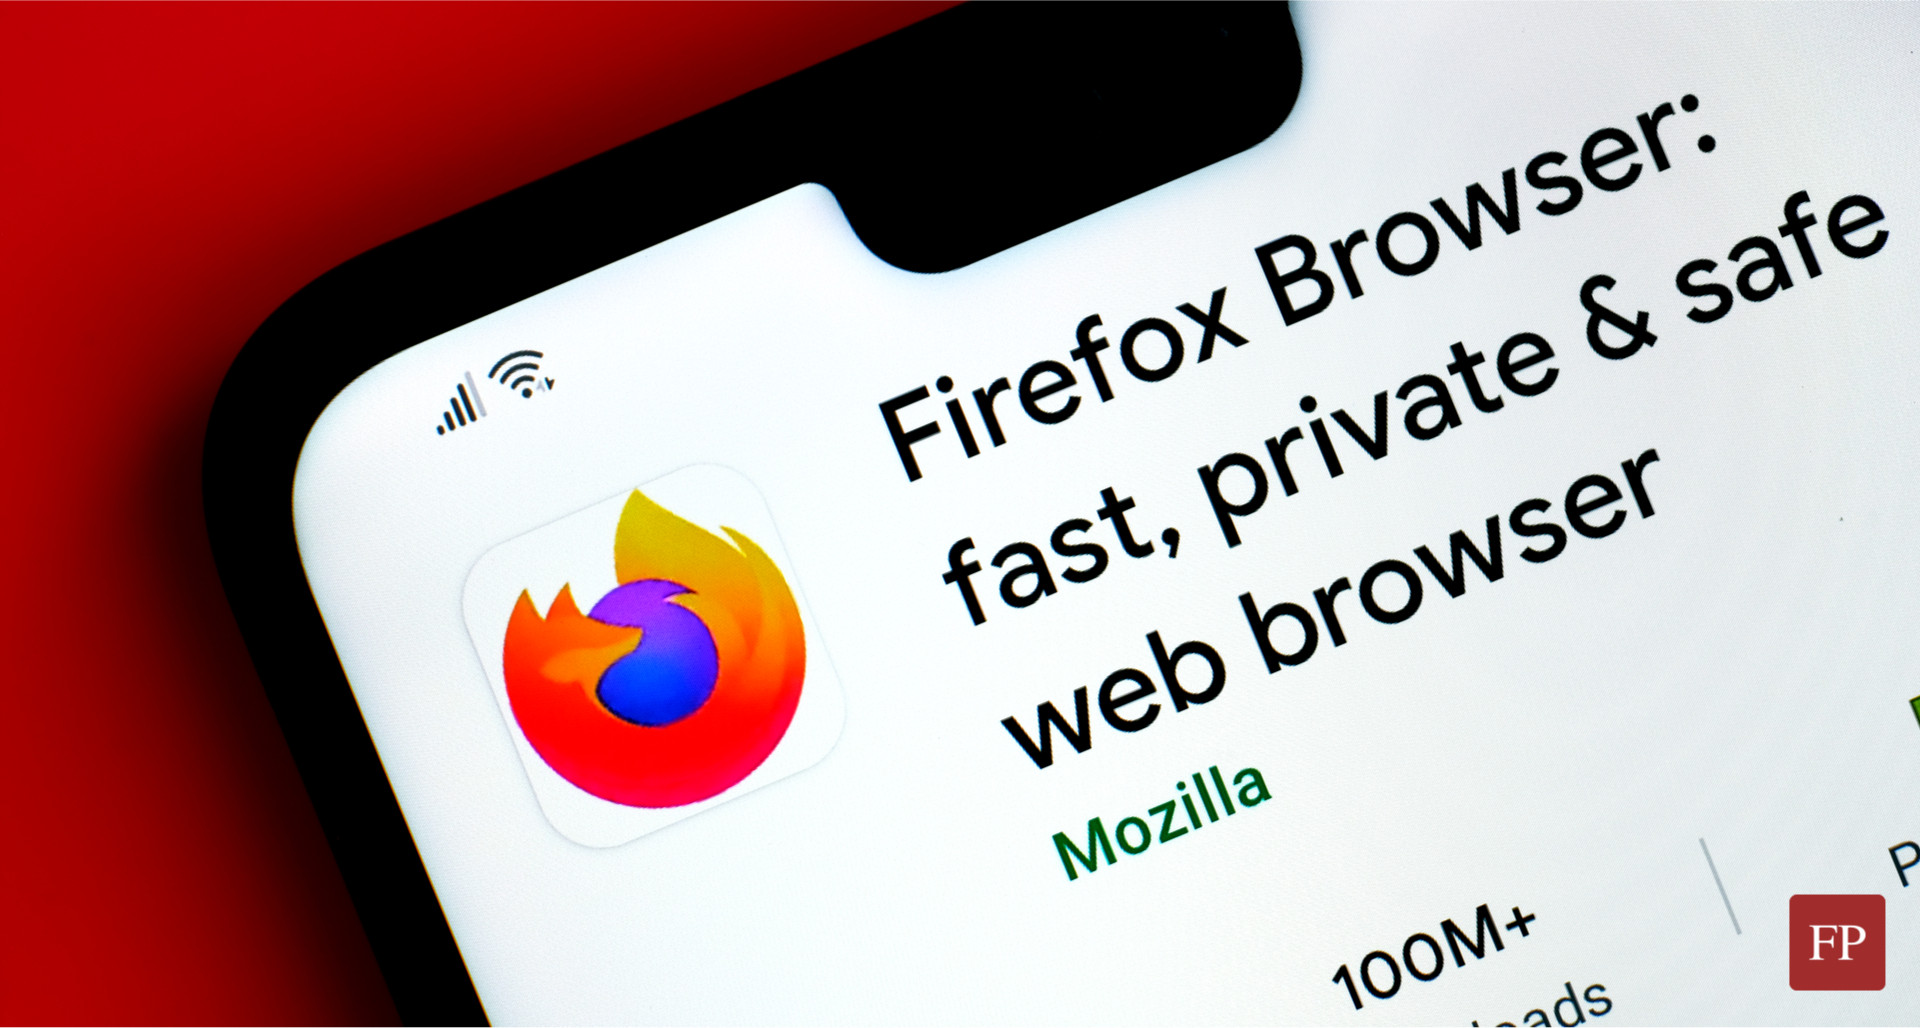 Firefox Browser:
fast, private & safe
web browser
Mozilla
100M+
FP